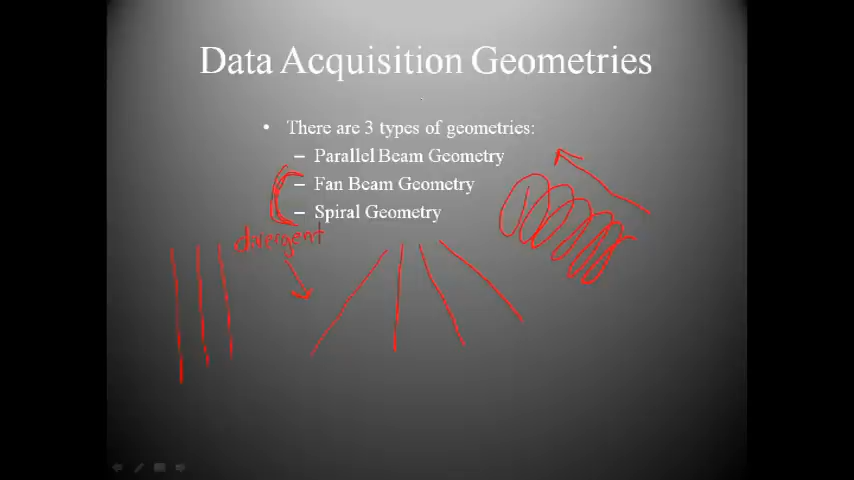 Data Acquisition Geometries
• There are 3 types of geometries:
– Parallel Beam Geometry
– Fan Beam Geometry
– Spiral Geometry
divergent